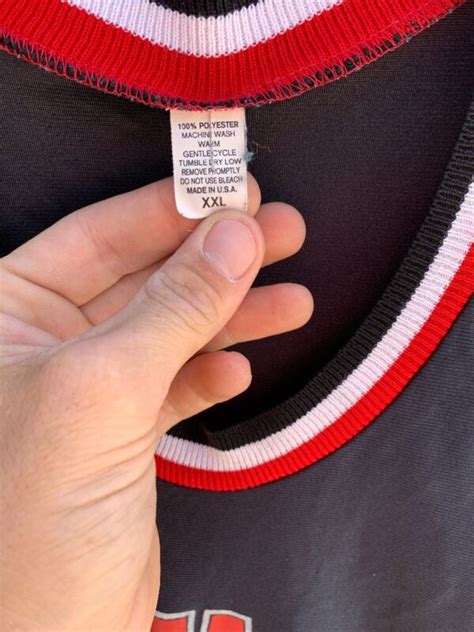 100% POLYESTER
MACHINE WASH
WARM
GENTLE CYCLE
TUMBLE DRY LOW
REMOVE PROMPTLY
DO NOT USE BLEACH
MADE IN U.S.A.
XXL